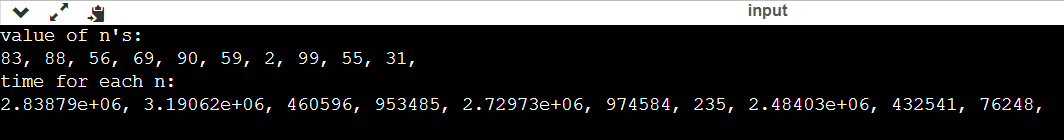 input
value of n's:
83, 88, 56, 69, 90, 59, 2, 99, 55, 31,
time for each n:
2.83879e+06, 3.19062e+06, 460596, 953485, 2.72973e+06, 974584, 235, 2.48403e+06, 432541, 76248,